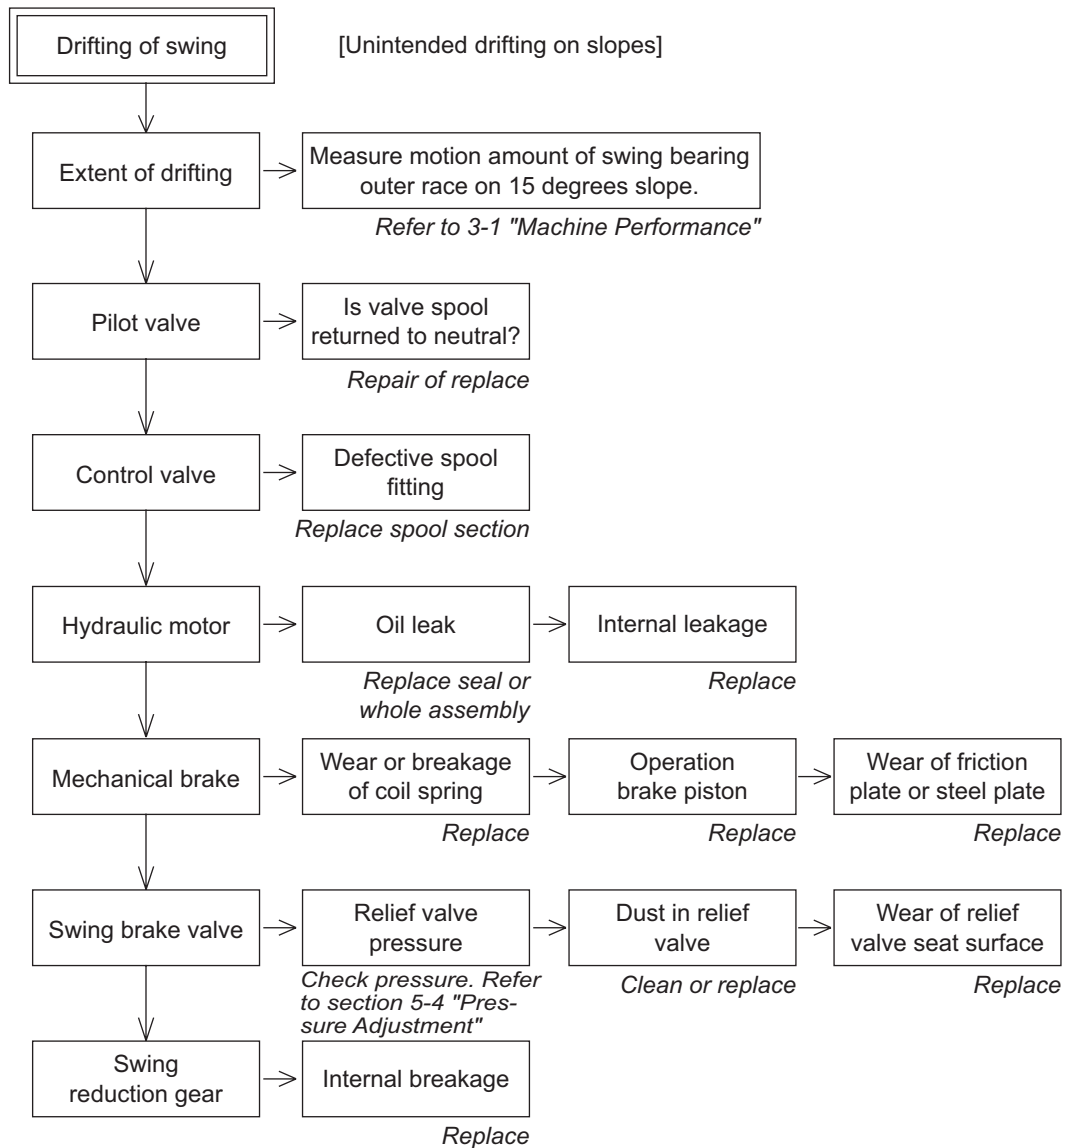 Drifting of swing
[Unintended drifting on slopes]
Extent of drifting
Measure motion amount of swing bearing
outer race on 15 degrees slope.
Refer to 3-1 "Machine Performance"
Pilot valve
Is valve spool
returned to neutral?
Repair of replace
Control valve
Defective spool
fitting
Replace spool section
Hydraulic motor
Oil leak
Replace seal or
whole assembly
Internal leakage
Replace
Mechanical brake
Wear or breakage
of coil spring
Replace
Operation
brake piston
Replace
Wear of friction
plate or steel plate
Replace
Swing brake valve
Relief valve
pressure
Check pressure. Refer
to section 5-4 "Pres-
sure Adjustment"
Dust in relief
valve
Clean or replace
Wear of relief
valve seat surface
Replace
Swing
reduction gear
Internal breakage
Replace